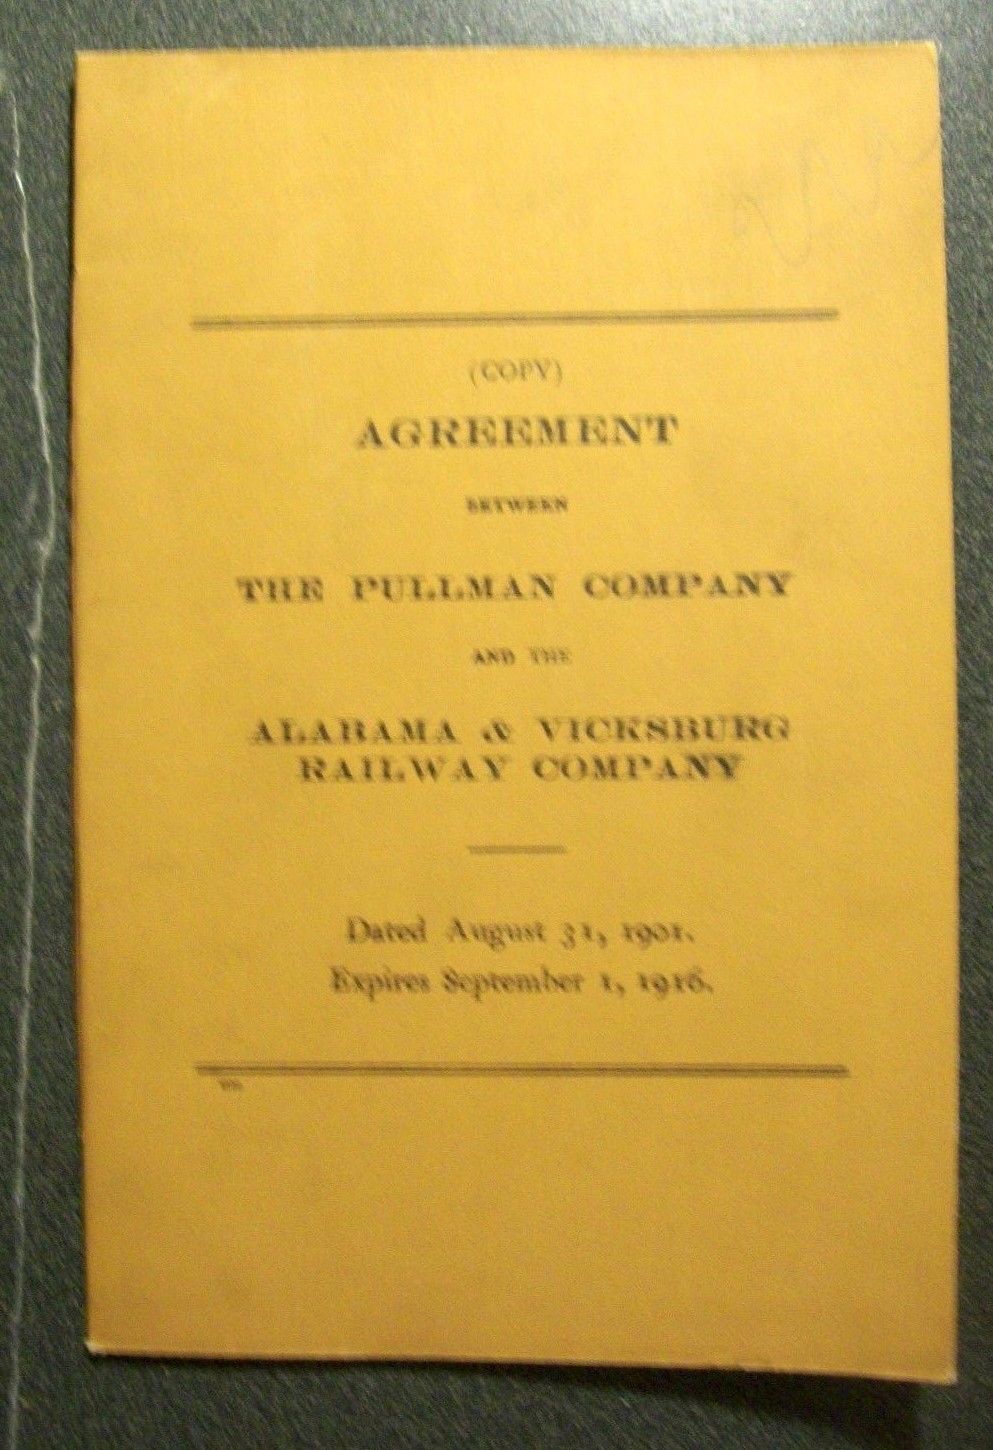 (COPY)
AGREEMENT
BETWEEN
THE PULLMAN COMPANY
AND THE
ALABAMA & VICKSBURG
RAILWAY COMPANY
Dated August 31, 1901.
Expires September 1, 1916.